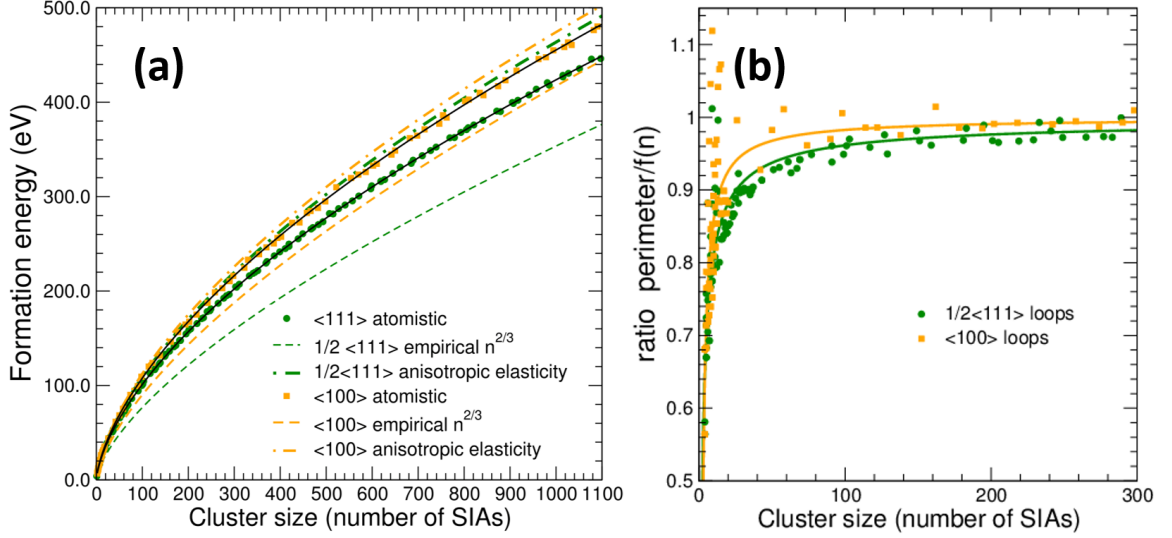 (a)
Formation energy (eV)
500.0
400.0
300.0
200.0
100.0
0.0
<111> atomistic
1/2 <111> empirical n^2/3
1/2<111> anisotropic elasticity
<100> atomistic
<100> empirical n^2/3
<100> anisotropic elasticity
0 100 200 300 400 500 600 700 800 900 1000 1100
Cluster size (number of SIAs)
(b)
ratio perimeter/f(n)
1.1
1
0.9
0.8
0.7
0.6
0.5
1/2<111> loops
<100> loops
0 100 200 300
Cluster size (number of SIAs)